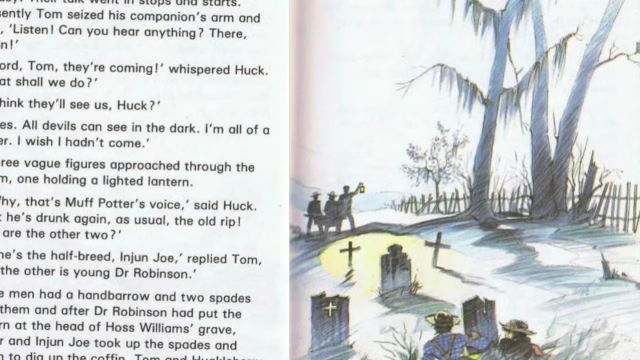 Their talk went in stops and starts.
Tom seized his companion's arm and
, 'Listen! Can you hear anything? There,
n!'
ord, Tom, they're coming!' whispered Huck.
at shall we do?'
hink they'll see us, Huck?'
es. All devils can see in the dark. I'm all of a
er. I wish I hadn't come.'
ree vague figures approached through the
m, one holding a lighted lantern.
hy, that's Muff Potter's voice,' said Huck.
t he's drunk again, as usual, the old rip!
are the other two?'
ne's the half-breed, Injun Joe,' replied Tom,
the other is young Dr Robinson.'
e men had a handbarrow and two spades
them and after Dr Robinson had put the
rn at the head of Hoss Williams' grave,
r and Injun Joe took up the spades and
n to dig up the coffin. Tom and Huckleberry